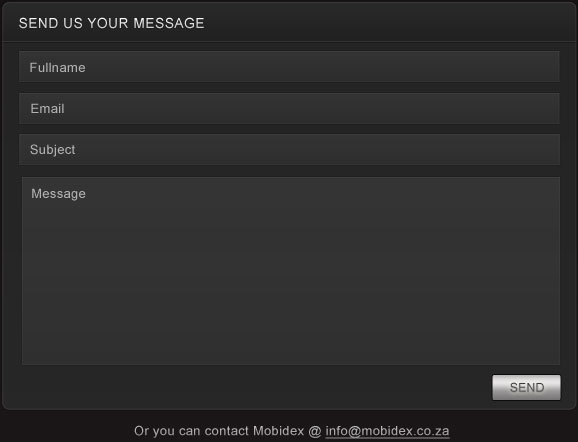 SEND US YOUR MESSAGE
Fullname
Email
Subject
Message
SEND
Or you can contact Mobidex @ info@mobidex.co.za